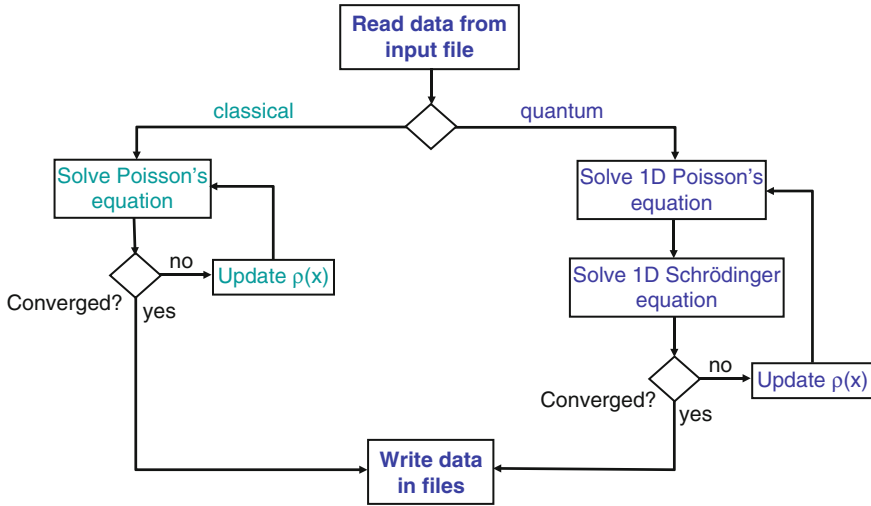 Read data from
input file
classical
quantum
Solve Poisson's
equation
no
Update ρ(x)
Converged?
yes
Solve 1D Poisson's
equation
Solve 1D Schrödinger
equation
no
Update ρ(x)
Converged?
yes
Write data
in files